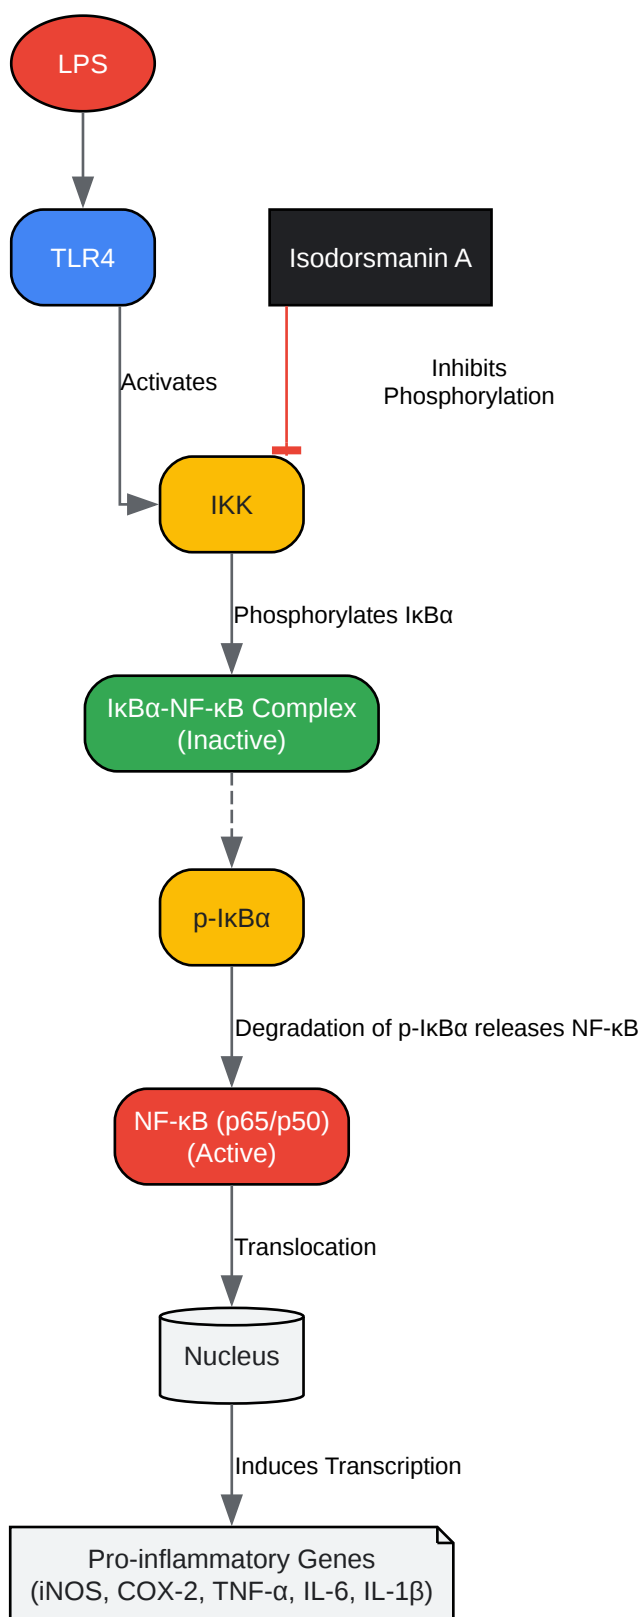 LPS
TLR4
Isodorsmanin A
Activates
Inhibits
Phosphorylation
IKK
Phosphorylates IκBα
IκBα-NF-κB Complex
(Inactive)
p-IκBα
Degradation of p-IκBα releases NF-κB
NF-κB (p65/p50)
(Active)
Translocation
Nucleus
Induces Transcription
Pro-inflammatory Genes
(iNOS, COX-2, TNF-α, IL-6, IL-1β)